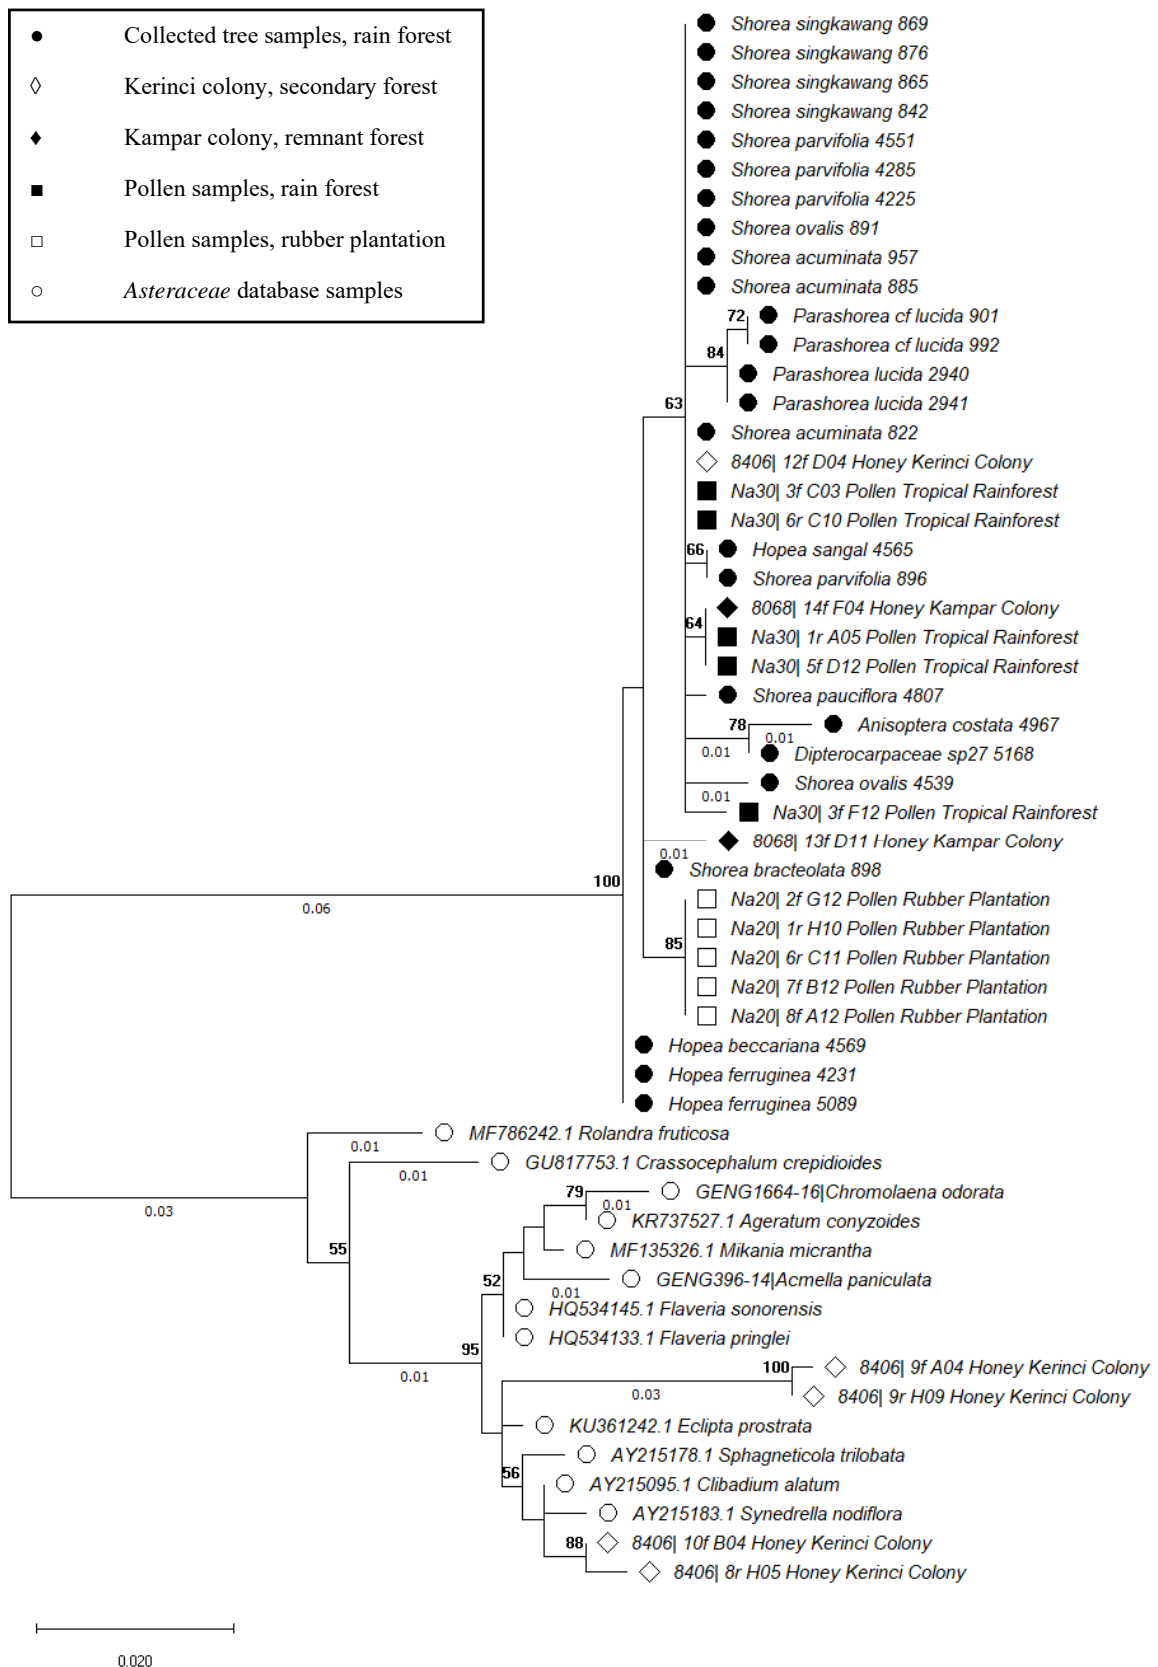 Collected tree samples, rain forest
Kerinci colony, secondary forest
Kampar colony, remnant forest
Pollen samples, rain forest
Pollen samples, rubber plantation
Asteraceae database samples
Shorea singkawang 869
Shorea singkawang 876
Shorea singkawang 865
Shorea singkawang 842
Shorea parvifolia 4551
Shorea parvifolia 4285
Shorea parvifolia 4225
Shorea ovalis 891
Shorea acuminata 957
Shorea acuminata 885
72 Parashorea cf lucida 901
Parashorea cf lucida 992
84
Parashorea lucida 2940
Parashorea lucida 2941
63
Shorea acuminata 822
8406| 12f D04 Honey Kerinci Colony
Na30| 3f C03 Pollen Tropical Rainforest
Na30| 6r C10 Pollen Tropical Rainforest
66 Hopea sangal 4565
Shorea parvifolia 896
8068| 14f F04 Honey Kampar Colony
64 Na30| 1r A05 Pollen Tropical Rainforest
Na30| 5f D12 Pollen Tropical Rainforest
Shorea pauciflora 4807
78 Anisoptera costata 4967
0.01
0.01 Dipterocarpaceae sp27 5168
Shorea ovalis 4539
0.01
Na30| 3f F12 Pollen Tropical Rainforest
8068| 13f D11 Honey Kampar Colony
0.01
Shorea bracteolata 898
100
0.06
Na20| 2f G12 Pollen Rubber Plantation
Na20| 1r H10 Pollen Rubber Plantation
85 Na20| 6r C11 Pollen Rubber Plantation
Na20| 7f B12 Pollen Rubber Plantation
Na20| 8f A12 Pollen Rubber Plantation
Hopea beccariana 4569
Hopea ferruginea 4231
Hopea ferruginea 5089
MF786242.1 Rolandra fruticosa
0.01
GU817753.1 Crassocephalum crepidioides
0.01
79 GENG1664-16|Chromolaena odorata
0.01
0.03
KR737527.1 Ageratum conyzoides
55
MF135326.1 Mikania micrantha
52 GENG396-14|Acmella paniculata
0.01
HQ534145.1 Flaveria sonorensis
HQ534133.1 Flaveria pringlei
95
0.01
100 8406| 9f A04 Honey Kerinci Colony
0.03
8406| 9r H09 Honey Kerinci Colony
KU361242.1 Eclipta prostrata
AY215178.1 Sphagneticola trilobata
56
AY215095.1 Clibadium alatum
AY215183.1 Synedrella nodiflora
88 8406| 10f B04 Honey Kerinci Colony
8406| 8r H05 Honey Kerinci Colony
0.020